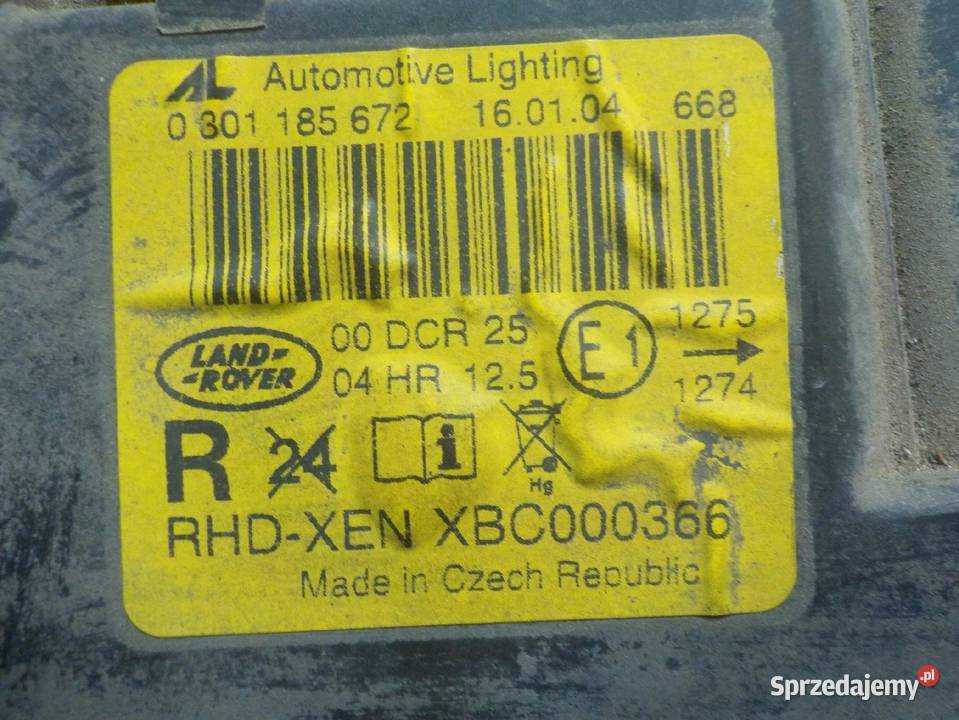 AL Automotive Lighting
0 301 185 672 16.01.04 668
LAND-
-ROVER
00 DCR 25
04 HR 12.5
E1
1275
1274
R 24 i
Hg
RHD-XEN XBC000366
Made in Czech Republic
Sprzedajemy.pl